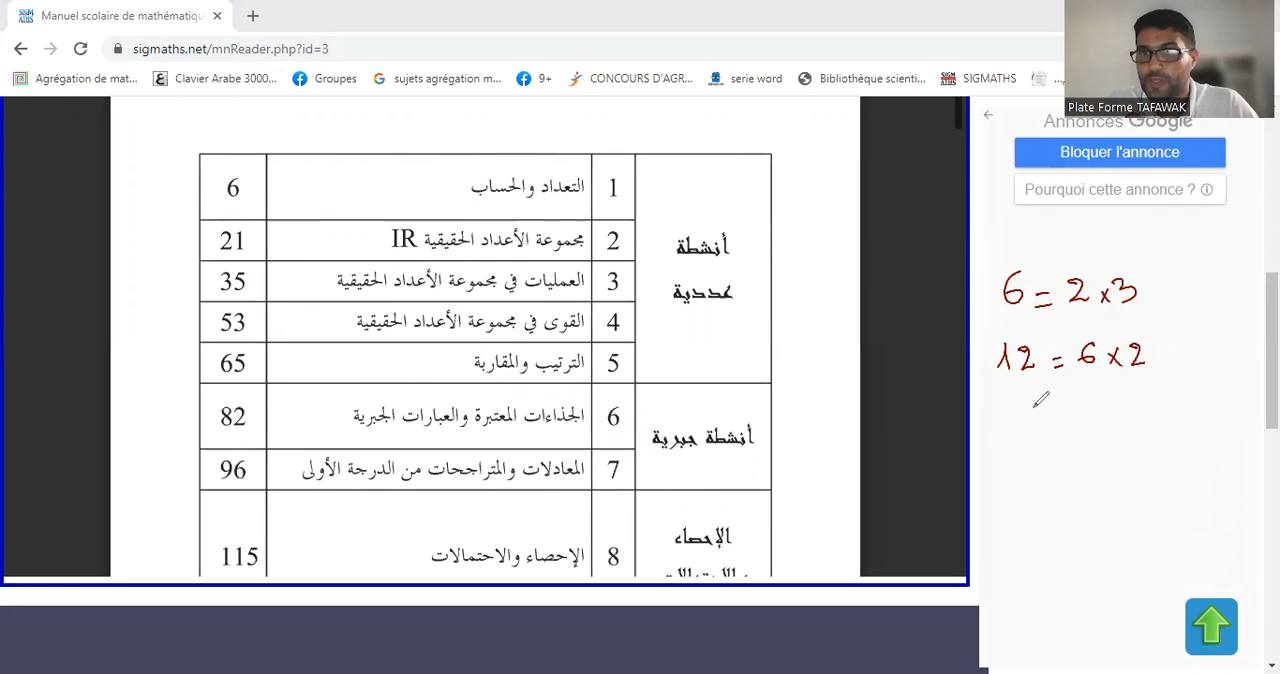 Manuel scolaire de mathématiqu
sigmaths.net/mnReader.php?id=3
Agrégation de mat...
Clavier Arabe 3000...
Groupes
sujets agrégation m...
9+
CONCOURS D'AGR...
serie word
Bibliothèque scienti...
SIGMATHS
Plate Forme TAFAWAK
Annonces Google
Bloquer l'annonce
Pourquoi cette annonce ?
أنشطة عددية
1 التعداد والحساب 6
2 مجموعة الأعداد الحقيقية IR 21
3 العمليات في مجموعة الأعداد الحقيقية 35
4 القوى في مجموعة الأعداد الحقيقية 53
5 الترتيب والمقاربة 65
أنشطة جبرية
6 الجذاءات المعتبرة والعبارات الجبرية 82
7 المعادلات والمتراجحات من الدرجة الأولى 96
الإحصاء
8 الإحصاء والاحتمالات 115
6 = 2 × 3
12 = 6 × 2